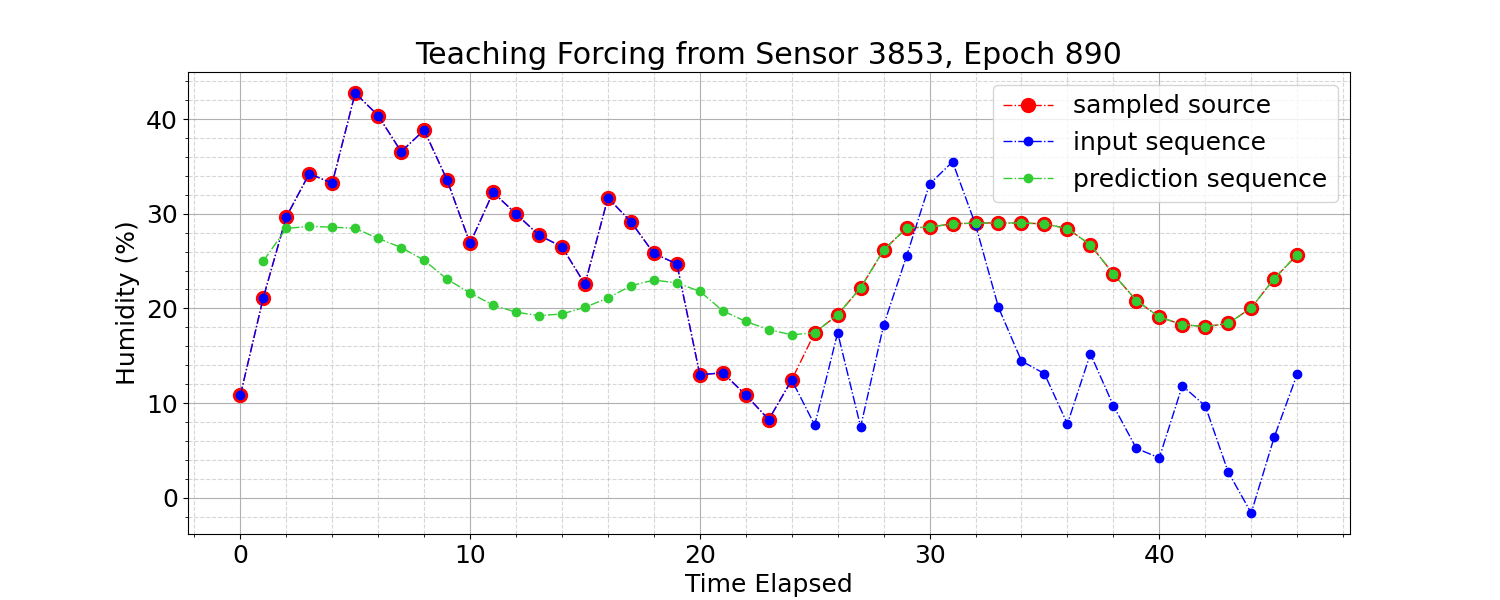 Teaching Forcing from Sensor 3853, Epoch 890
sampled source
input sequence
prediction sequence
Humidity (%)
40
30
20
10
0
0 10 20 30 40
Time Elapsed